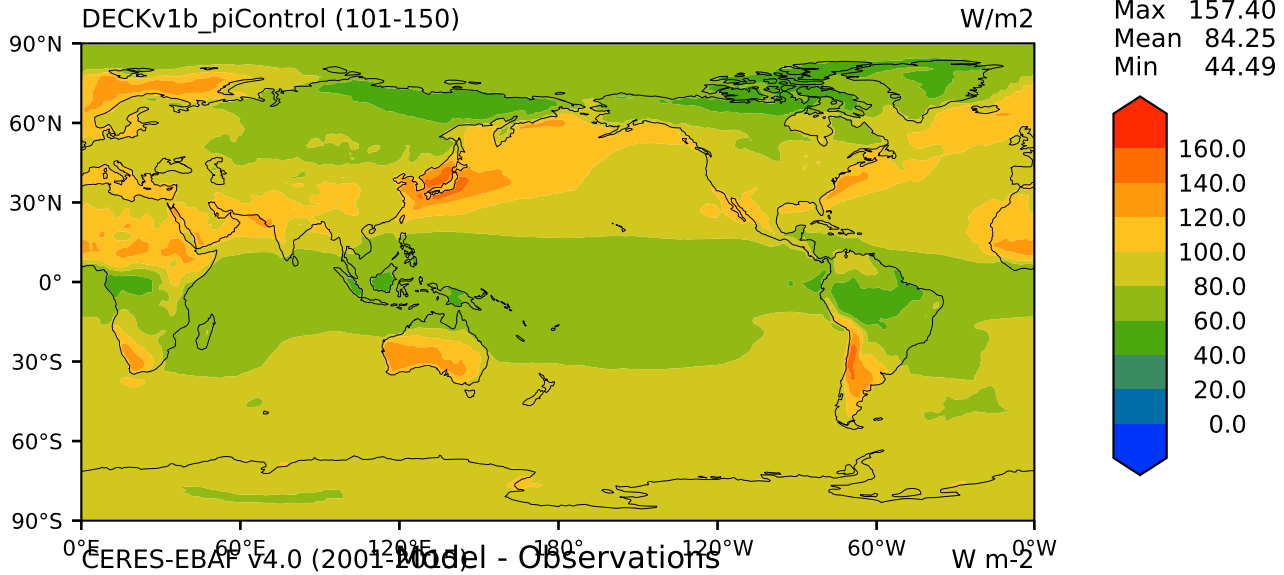 DECKv1b_piControl (101-150) W/m2
Max 157.40
Mean 84.25
Min 44.49
90°N
60°N
30°N
0°
30°S
60°S
90°S
160.0
140.0
120.0
100.0
80.0
60.0
40.0
20.0
0.0
0°E 60°E 120°E 180° 120°W 60°W 0°W
CERES-EBAF v4.0 (2001-2015) Model - Observations W m-2